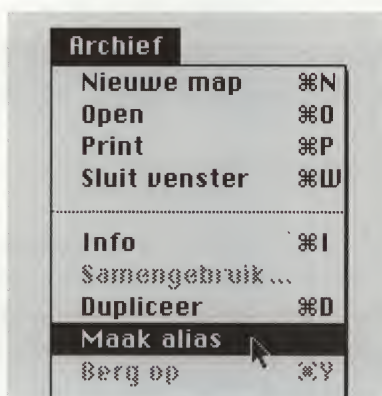 Archief
Nieuwe map ⌘N
Open ⌘O
Print ⌘P
Sluit venster ⌘W
Info ⌘I
Samengebruik...
Dupliceer ⌘D
Maak alias
Berg op ⌘Y